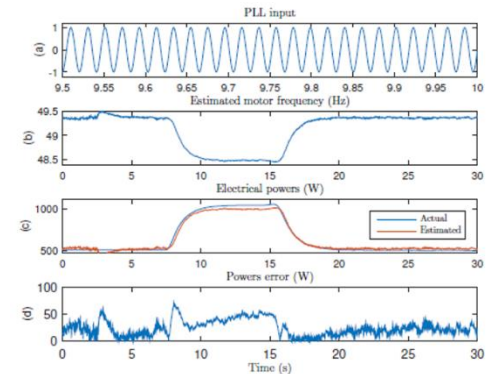 PLL input
1
0
-1
(a)
9.5 9.55 9.6 9.65 9.7 9.75 9.8 9.85 9.9 9.95 10
Estimated motor frequency (Hz)
49.5
49
48.5
(b)
0 5 10 15 20 25 30
Electrical powers (W)
1000
500
(c)
Actual
Estimated
0 5 10 15 20 25 30
Powers error (W)
100
50
0
(d)
0 5 10 15 20 25 30
Time (s)